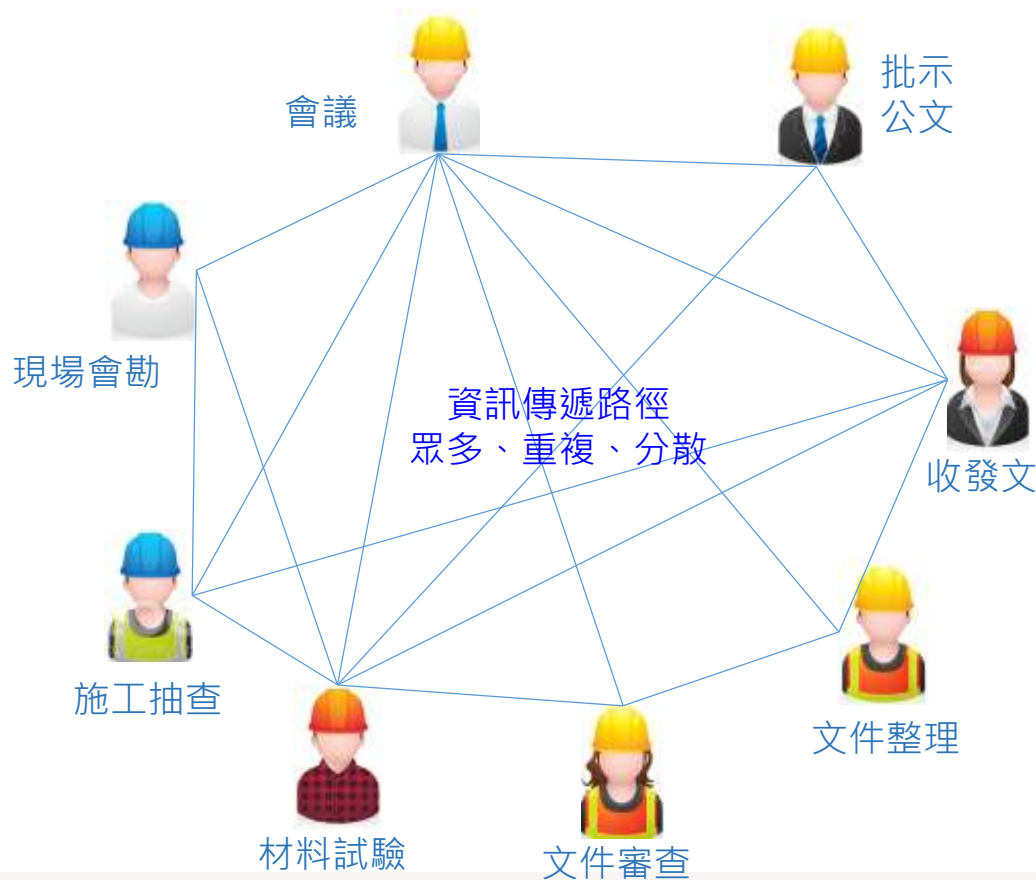 會議
批示
公文
現場會勘
資訊傳遞路徑
眾多、重複、分散
收發文
施工抽查
文件整理
材料試驗
文件審查